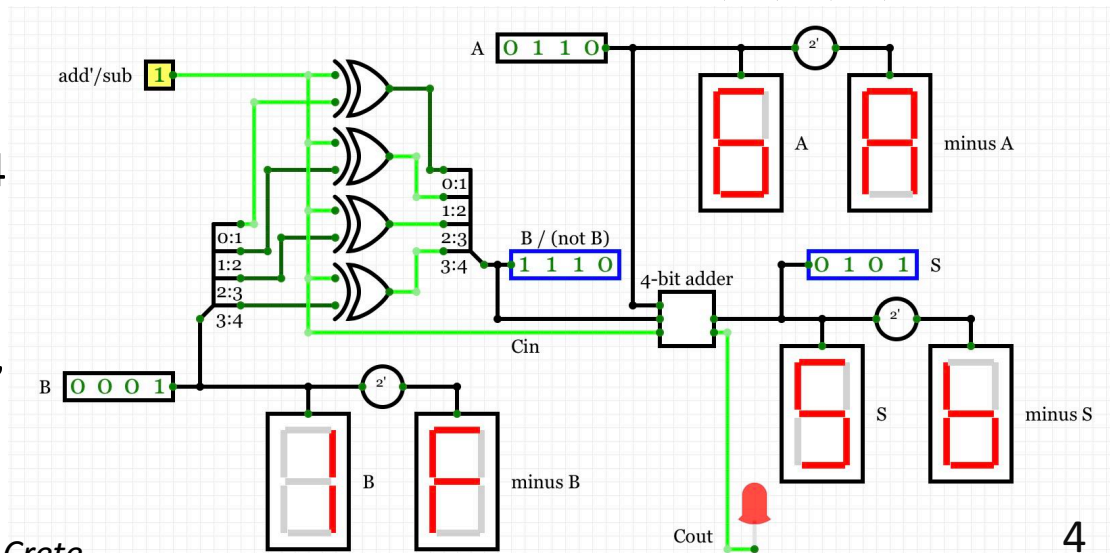 A 0 1 1 0
2'
add'/sub 1
A
minus A
0:1
1:2
2:3
3:4
0:1
1:2
2:3
3:4
B / (not B)
1 1 1 0
4-bit adder
0 1 0 1 S
2'
Cin
B 0 0 0 1
2'
S
minus S
B
minus B
Cout
4
Crete